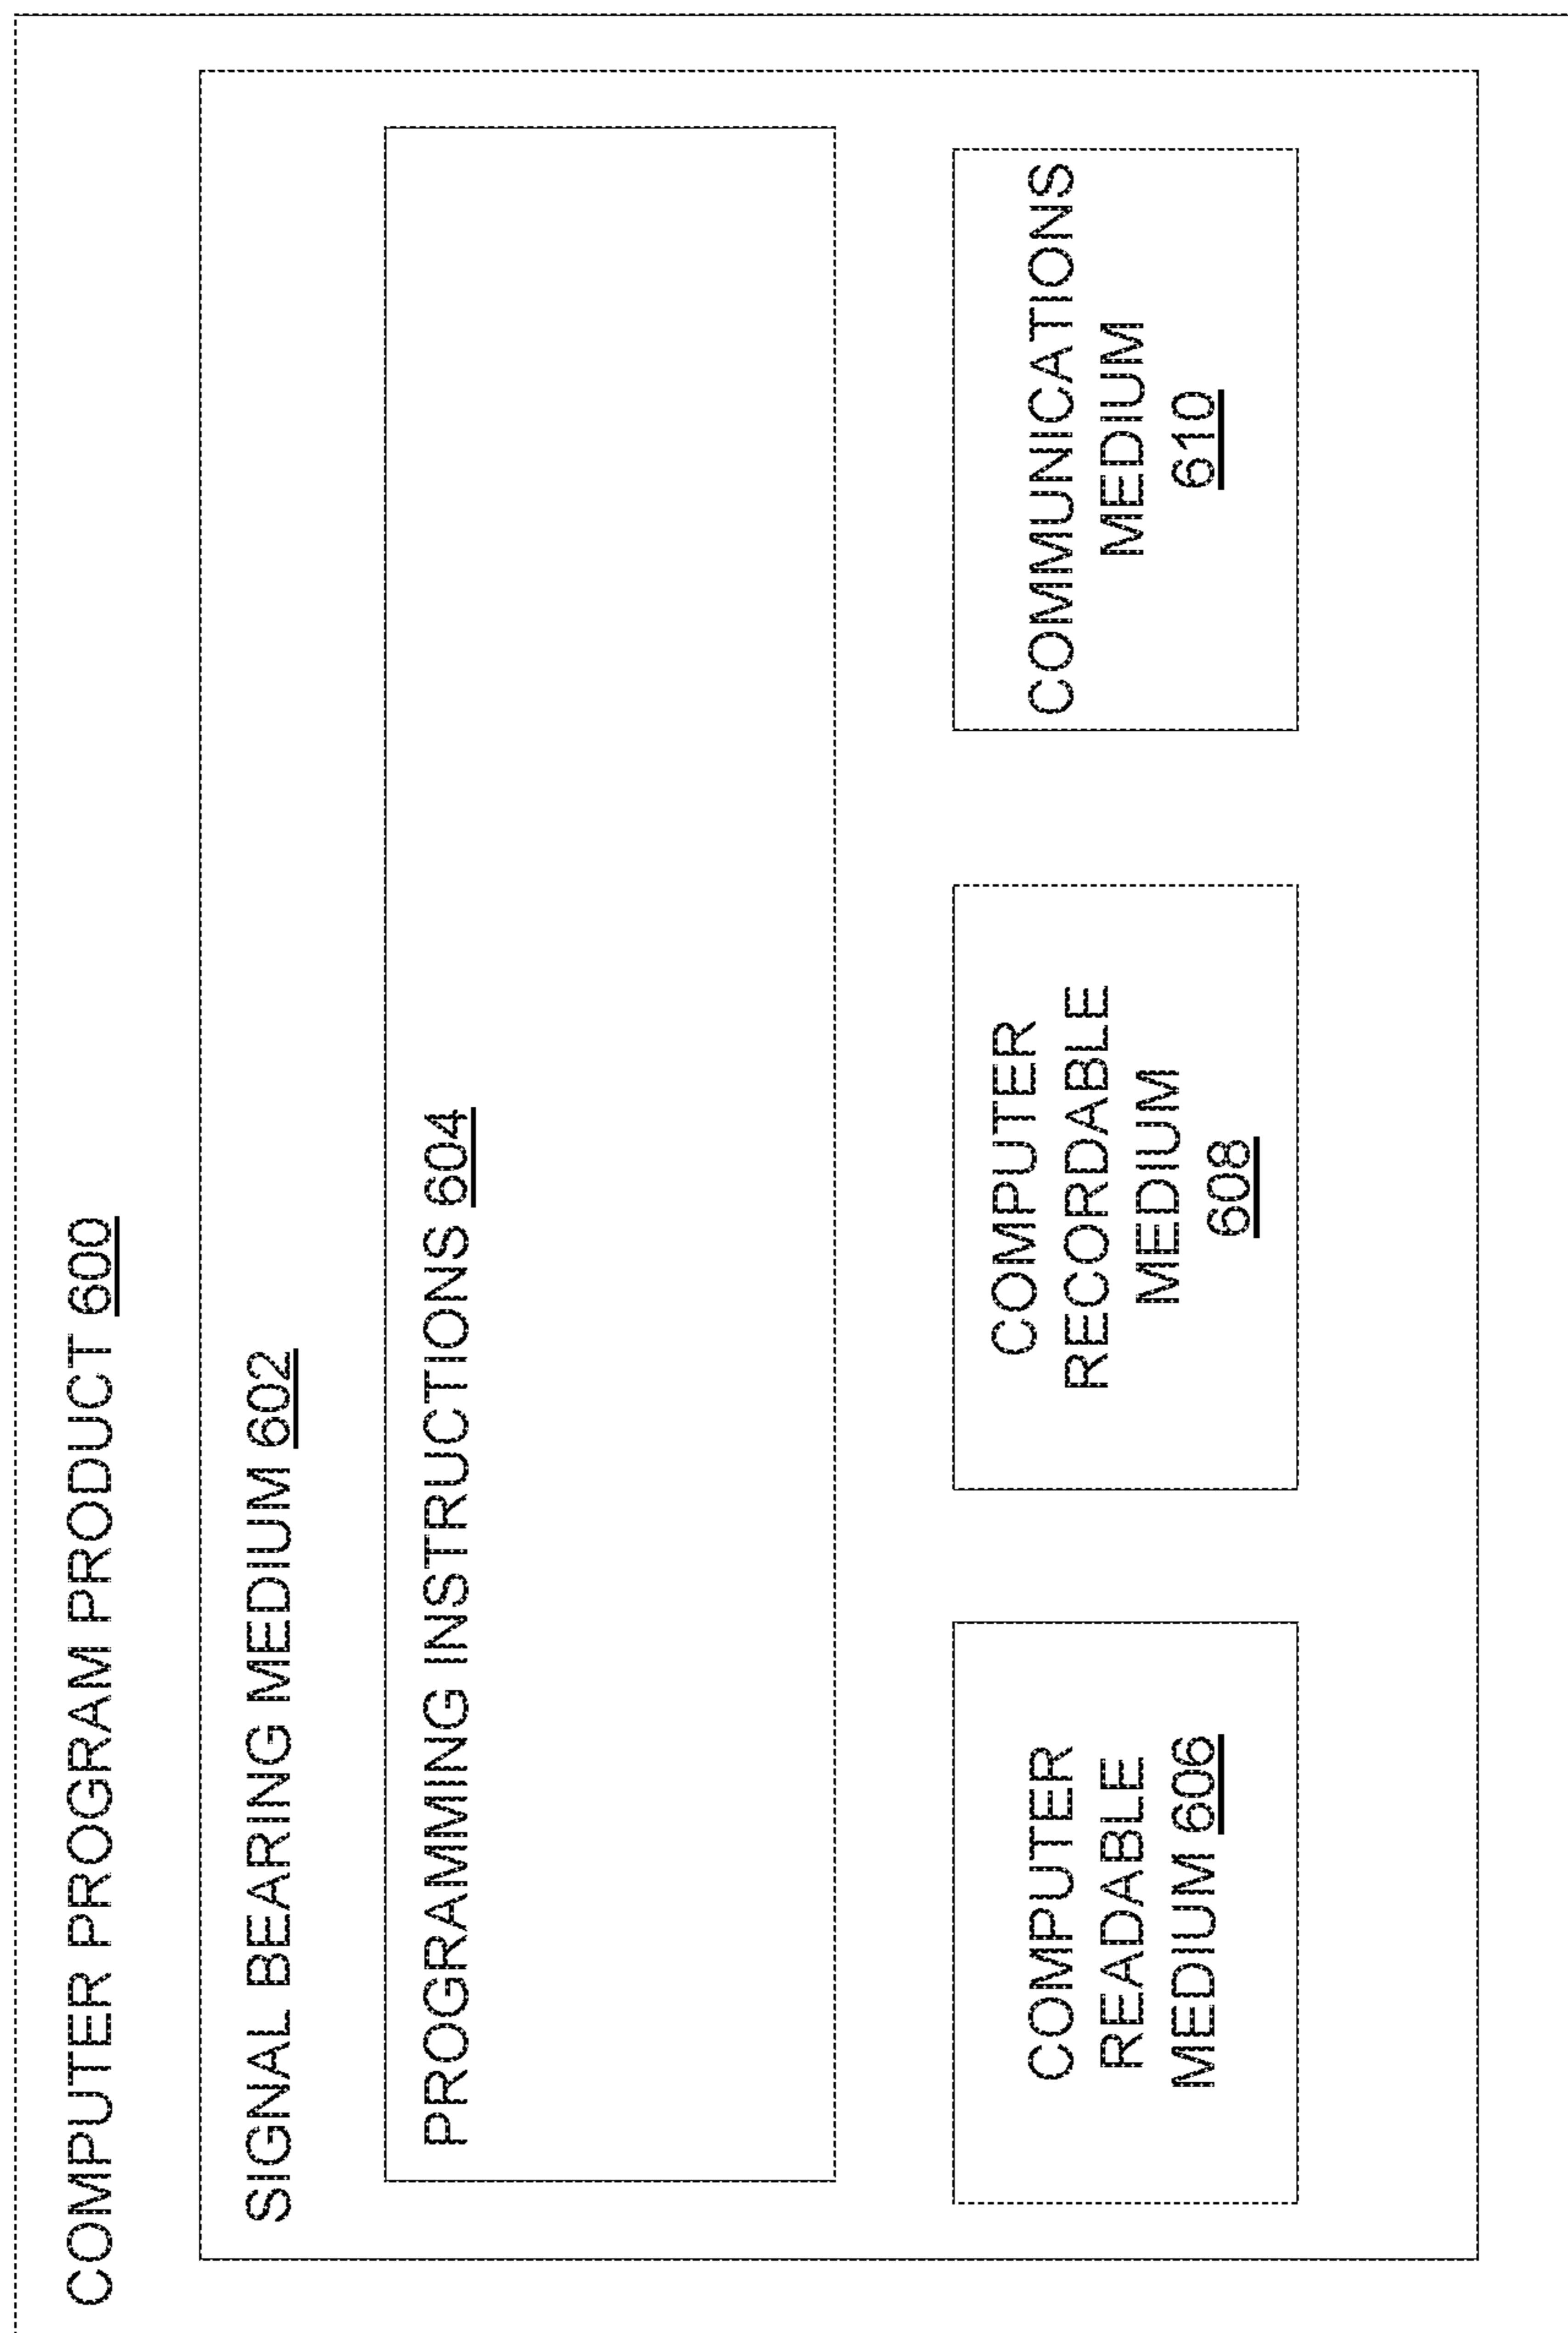 COMPUTER PROGRAM PRODUCT 600
SIGNAL BEARING MEDIUM 602
PROGRAMMING INSTRUCTIONS 604
COMPUTER
READABLE
MEDIUM 606
COMPUTER
RECORDABLE
MEDIUM
608
COMMUNICATIONS
MEDIUM
610